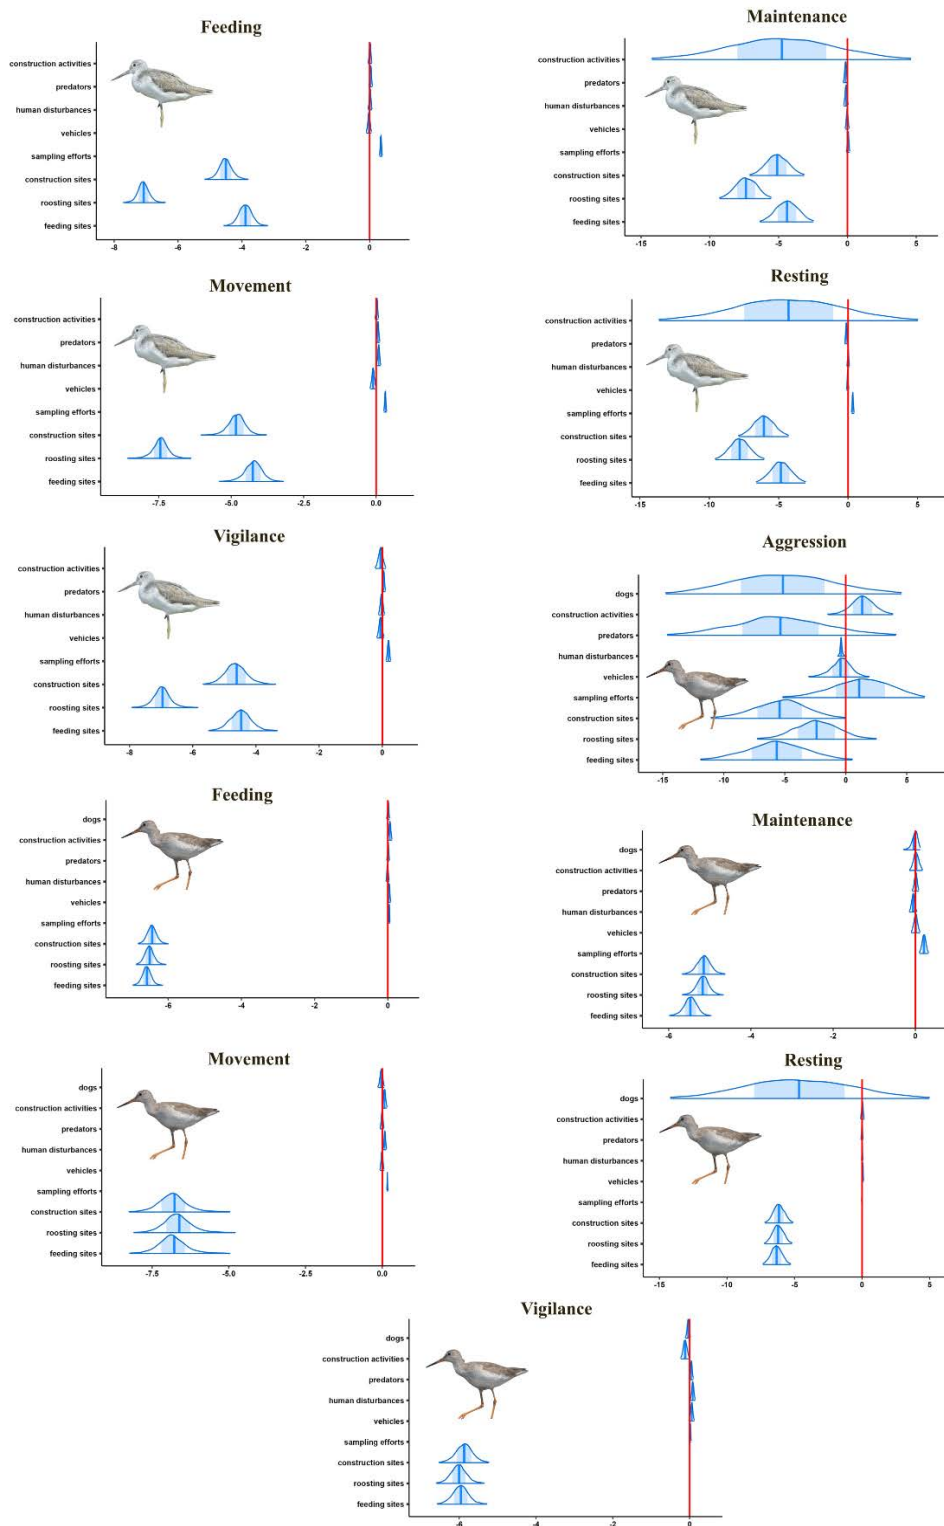 Feeding
construction activities
predators
human disturbances
vehicles
sampling efforts
construction sites
roosting sites
feeding sites
-8 -6 -4 -2 0
Maintenance
construction activities
predators
human disturbances
vehicles
sampling efforts
construction sites
roosting sites
feeding sites
-15 -10 -5 0 5
Movement
construction activities
predators
human disturbances
vehicles
sampling efforts
construction sites
roosting sites
feeding sites
-7.5 -5.0 -2.5 0.0
Resting
construction activities
predators
human disturbances
vehicles
sampling efforts
construction sites
roosting sites
feeding sites
-15 -10 -5 0 5
Vigilance
construction activities
predators
human disturbances
vehicles
sampling efforts
construction sites
roosting sites
feeding sites
-8 -6 -4 -2 0
Aggression
dogs
construction activities
predators
human disturbances
vehicles
sampling efforts
construction sites
roosting sites
feeding sites
-15 -10 -5 0 5
Feeding
dogs
construction activities
predators
human disturbances
vehicles
sampling efforts
construction sites
roosting sites
feeding sites
-6 -4 -2 0
Maintenance
dogs
construction activities
predators
human disturbances
vehicles
sampling efforts
construction sites
roosting sites
feeding sites
-6 -4 -2 0
Movement
dogs
construction activities
predators
human disturbances
vehicles
sampling efforts
construction sites
roosting sites
feeding sites
-7.5 -5.0 -2.5 0.0
Resting
dogs
construction activities
predators
human disturbances
vehicles
sampling efforts
construction sites
roosting sites
feeding sites
-15 -10 -5 0 5
Vigilance
dogs
construction activities
predators
human disturbances
vehicles
sampling efforts
construction sites
roosting sites
feeding sites
-6 -4 -2 0